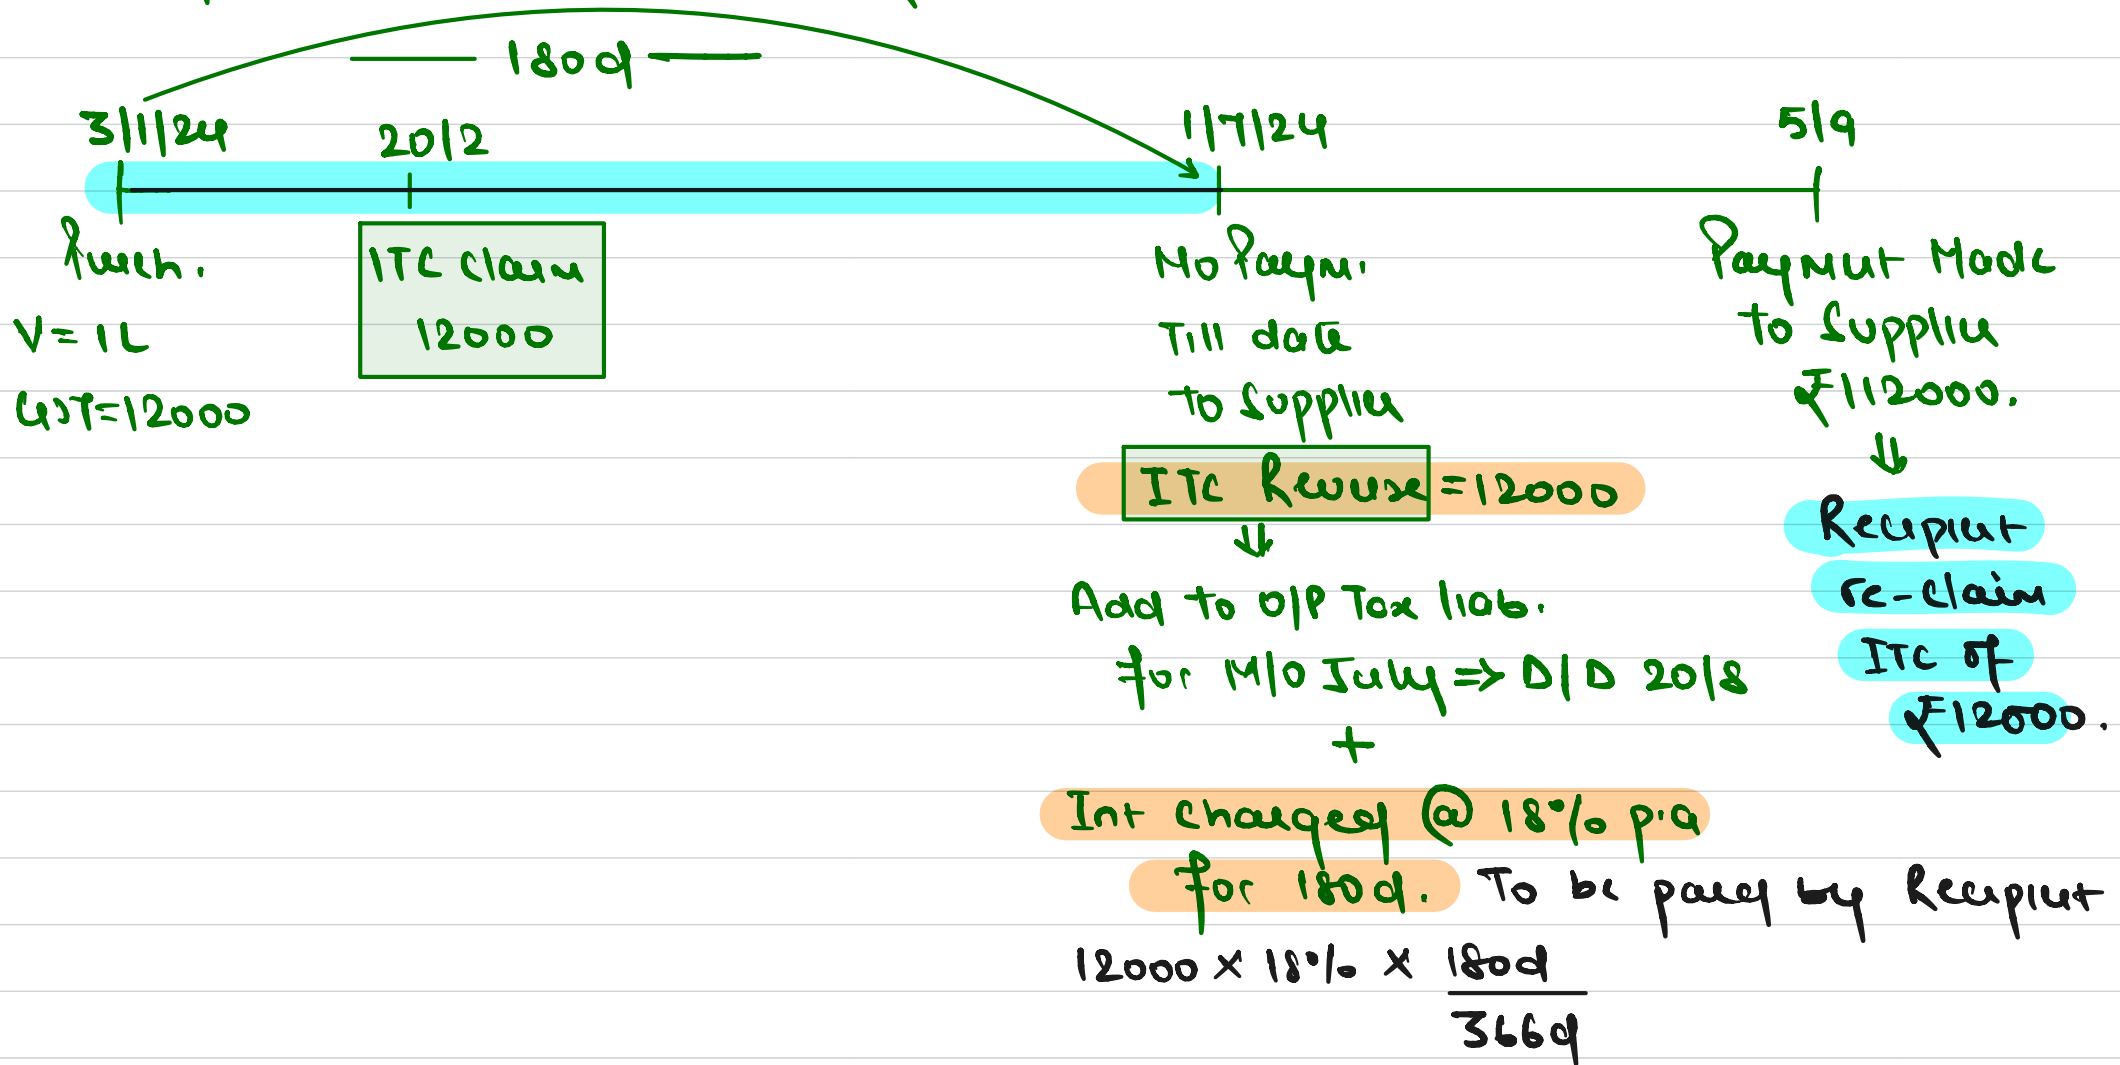 180d
3/1/24
20/2
1/7/24
5/9
Purch.
V = 1L
GST=12000
ITC Claim
12000
No Paym.
Till date
to Supplier
ITC Reverse = 12000
Add to O/P Tax liab.
for M/O July => D/D 20/8
+
Int charged @ 18% p.a
for 180d. To be paid by Recipient
12000 × 18% × 180d
366d
Payment Made
to Supplier
₹112000.
Recipient
re-claim
ITC of
₹12000.